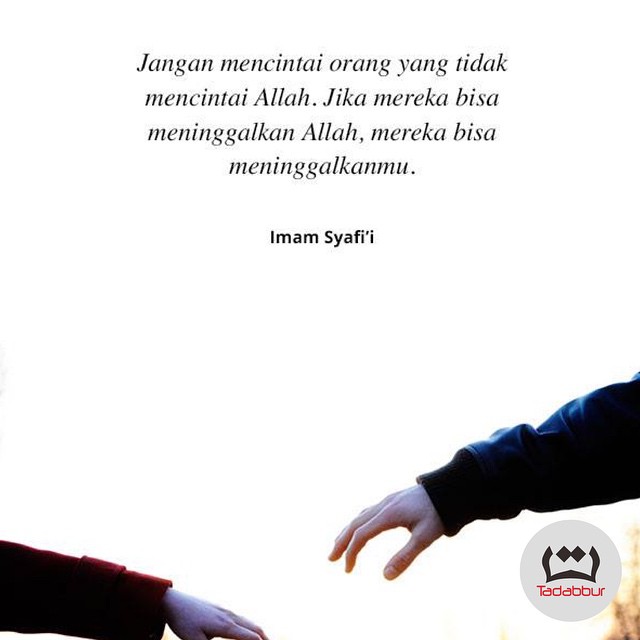 Jangan mencintai orang yang tidak
mencintai Allah. Jika mereka bisa
meninggalkan Allah, mereka bisa
meninggalkanmu.
Imam Syafi’i
Tadabbur